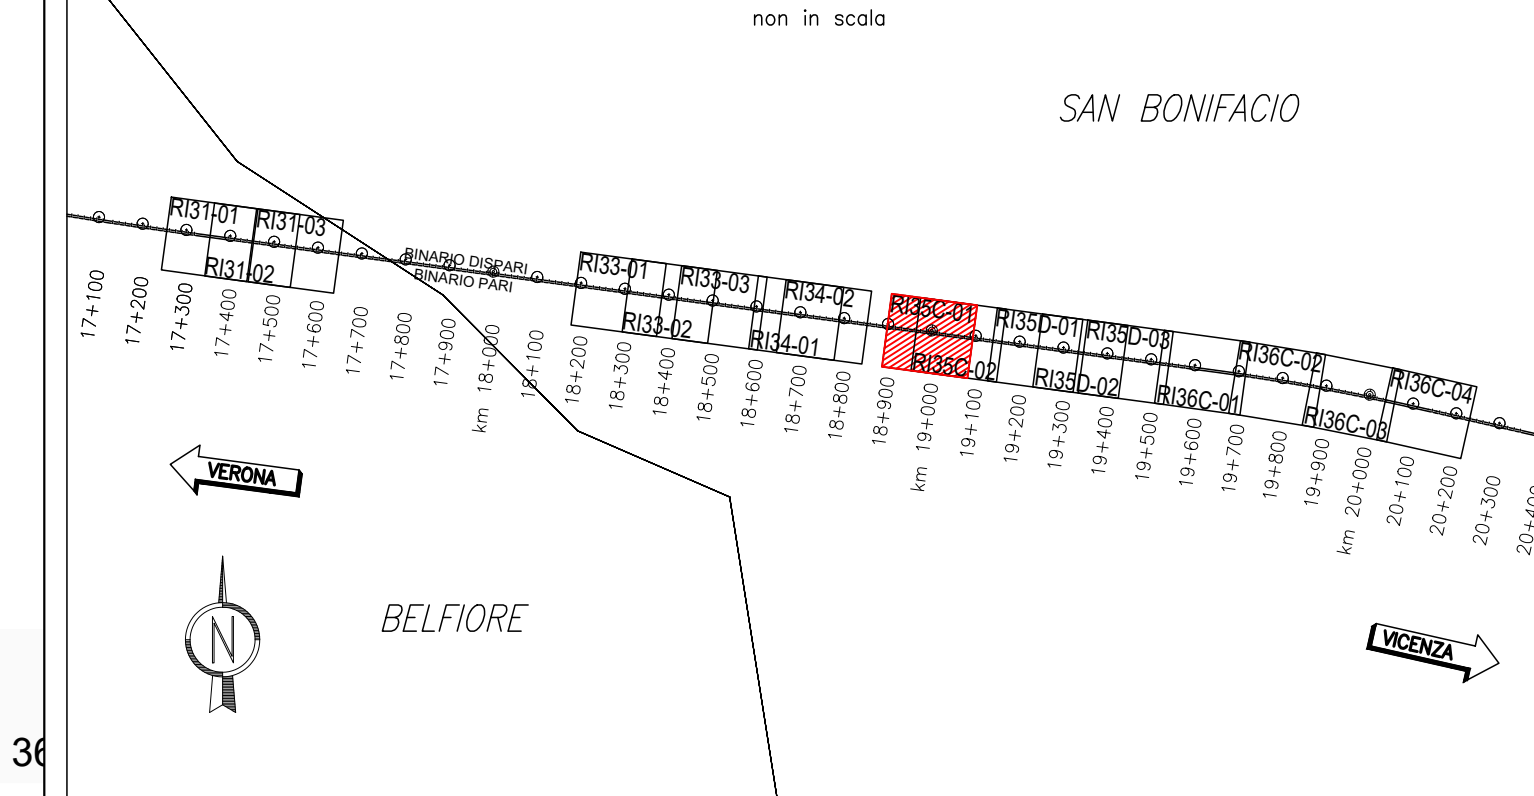 non in scala
SAN BONIFACIO
RI31-01
RI31-03
RI31-02
BINARIO DISPARI
BINARIO PARI
RI33-01
RI33-03
RI33-02
RI34-02
RI34-01
RI35C-01
RI35C-02
RI35D-01
RI35D-03
RI35D-02
RI36C-02
RI36C-01
RI36C-04
RI36C-03
17+100
17+200
17+300
17+400
17+500
17+600
17+700
17+800
17+900
km 18+000
18+100
18+200
18+300
18+400
18+500
18+600
18+700
18+800
18+900
km 19+000
19+100
19+200
19+300
19+400
19+500
19+600
19+700
19+800
19+900
km 20+000
20+100
20+200
20+300
20+400
VERONA
N
BELFIORE
VICENZA
36